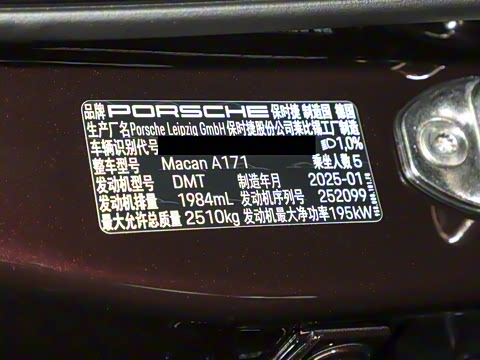 品牌 PORSCHE 保时捷 制造国 德国
生产厂名 Porsche Leipzig GmbH 保时捷股份公司莱比锡工厂制造
车辆识别代号 1,0%
整车型号 Macan A171 乘坐人数 5
发动机型号 DMT 制造年月 2025-01
发动机排量 1984mL 发动机序列号 252099
最大允许总质量 2510kg 发动机最大净功率 195kW